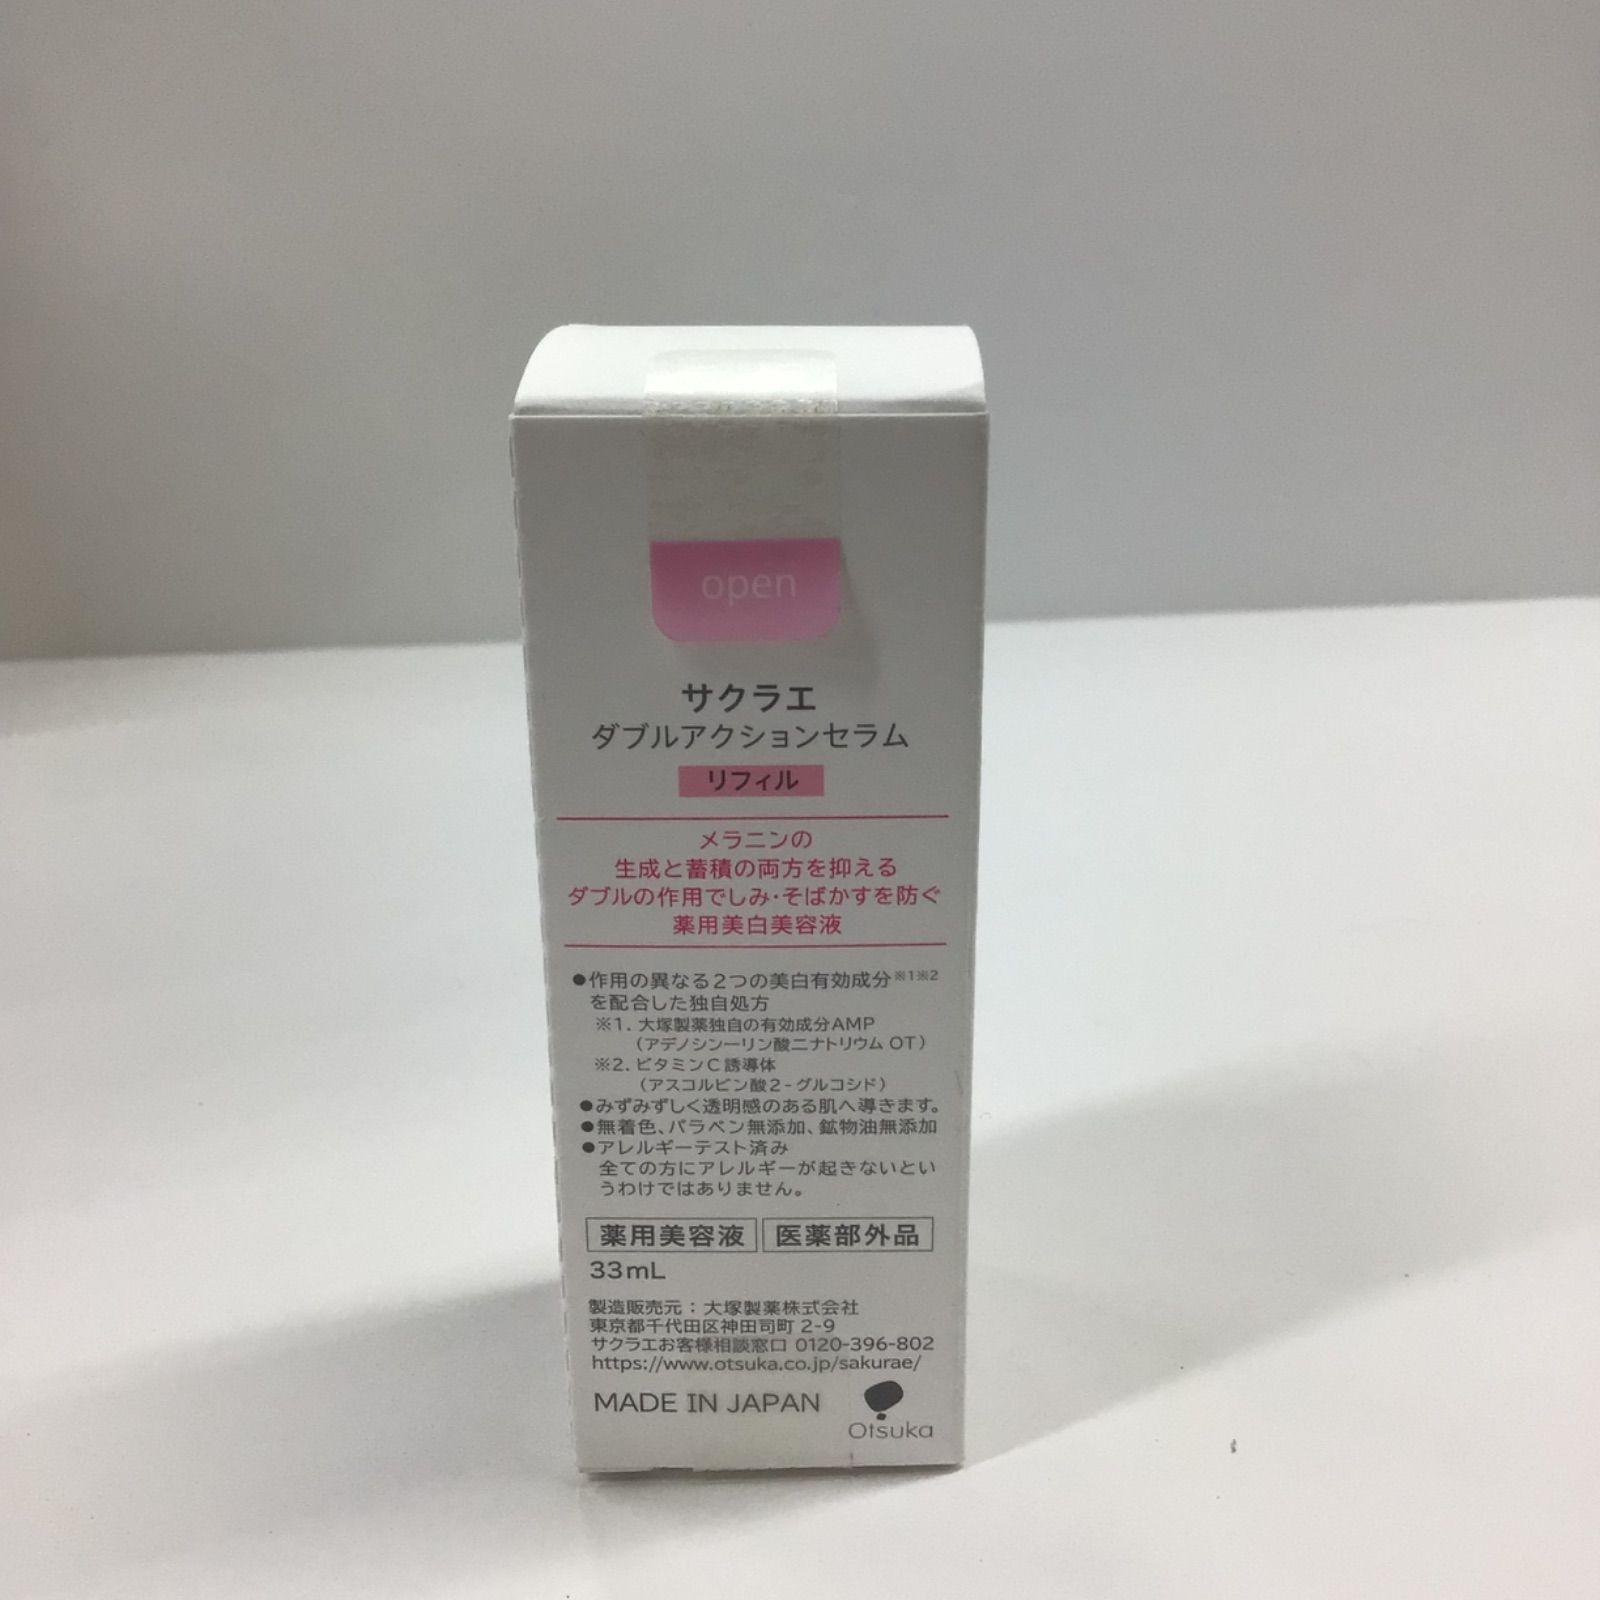 open
サクラエ
ダブルアクションセラム
リフィル
メラニンの
生成と蓄積の両方を抑える
ダブルの作用でしみ・そばかすを防ぐ
薬用美白美容液
●作用の異なる2つの美白有効成分※1※2
を配合した独自処方
※1. 大塚製薬独自の有効成分AMP
（アデノシン一リン酸二ナトリウム OT）
※2. ビタミンC誘導体
（アスコルビン酸2-グルコシド）
●みずみずしく透明感のある肌へ導きます。
●無着色、パラベン無添加、鉱物油無添加
●アレルギーテスト済み
全ての方にアレルギーが起きないとい
うわけではありません。
薬用美容液 医薬部外品
33mL
製造販売元：大塚製薬株式会社
東京都千代田区神田司町 2-9
サクラエお客様相談窓口 0120-396-802
https://www.otsuka.co.jp/sakurae/
MADE IN JAPAN
Otsuka